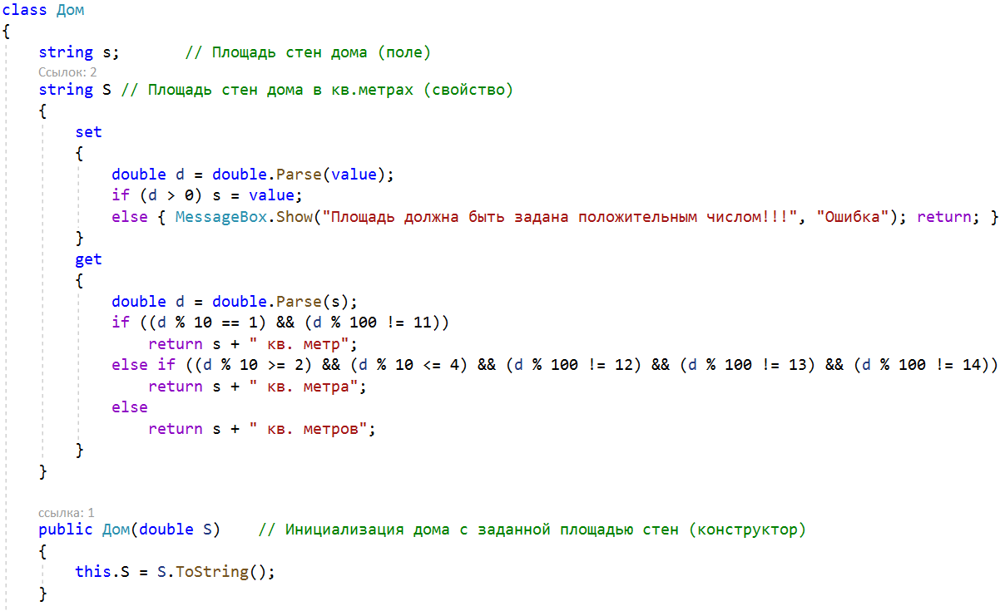 class Дом
{
string s; // Площадь стен дома (поле)
Ссылок: 2
string S // Площадь стен дома в кв.метрах (свойство)
{
set
{
double d = double.Parse(value);
if (d > 0) s = value;
else { MessageBox.Show("Площадь должна быть задана положительным числом!!!", "Ошибка"); return; }
}
get
{
double d = double.Parse(s);
if ((d % 10 == 1) && (d % 100 != 11))
return s + " кв. метр";
else if ((d % 10 >= 2) && (d % 10 <= 4) && (d % 100 != 12) && (d % 100 != 13) && (d % 100 != 14))
return s + " кв. метра";
else
return s + " кв. метров";
}
}
ссылка: 1
public Дом(double S) // Инициализация дома с заданной площадью стен (конструктор)
{
this.S = S.ToString();
}